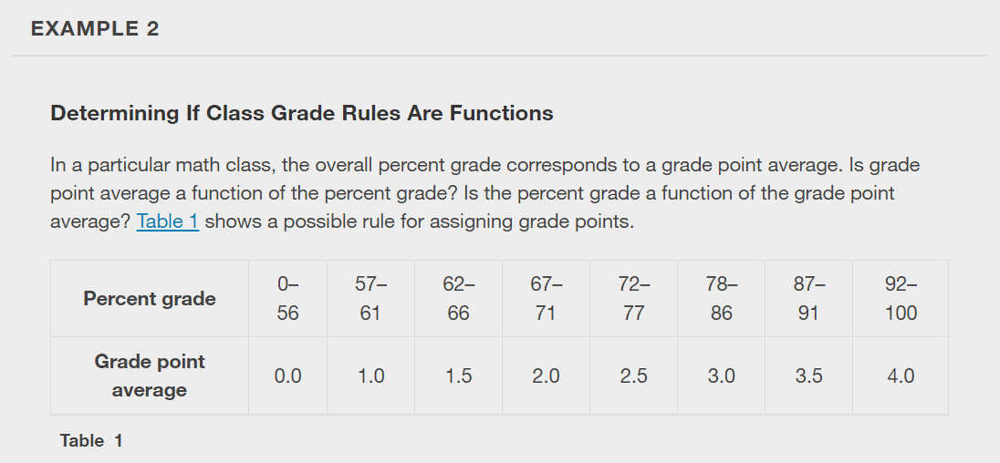 EXAMPLE 2
Determining If Class Grade Rules Are Functions
In a particular math class, the overall percent grade corresponds to a grade point average. Is grade
point average a function of the percent grade? Is the percent grade a function of the grade point
average? Table 1 shows a possible rule for assigning grade points.
Percent grade 0– 57– 62– 67– 72– 78– 87– 92–
56 61 66 71 77 86 91 100
Grade point 0.0 1.0 1.5 2.0 2.5 3.0 3.5 4.0
average
Table 1